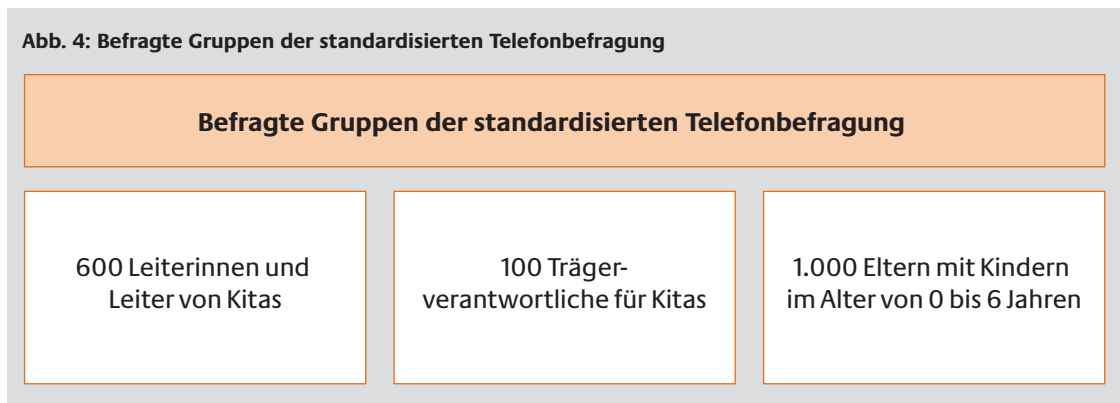 Abb. 4: Befragte Gruppen der standardisierten Telefonbefragung
Befragte Gruppen der standardisierten Telefonbefragung
600 Leiterinnen und
Leiter von Kitas
100 Träger-
verantwortliche für Kitas
1.000 Eltern mit Kindern
im Alter von 0 bis 6 Jahren